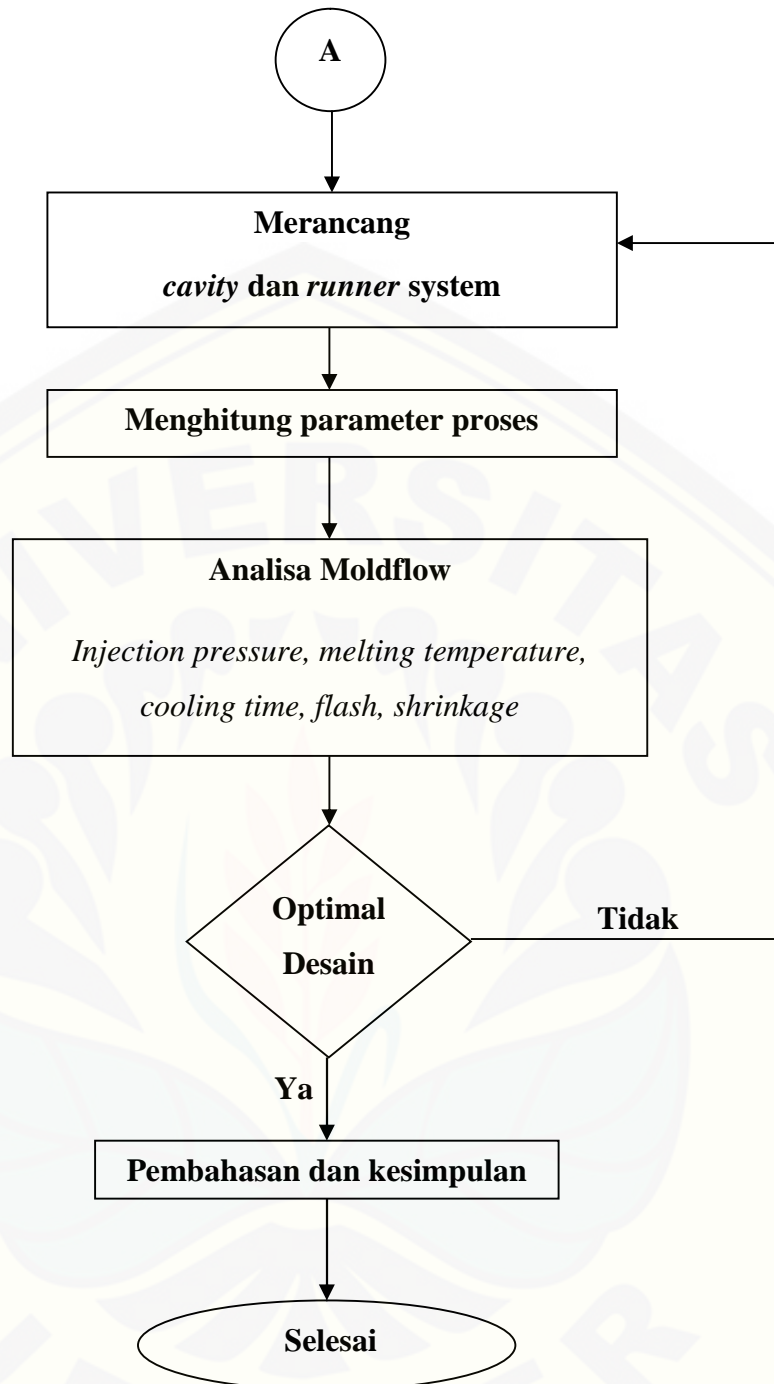 A
Merancang
cavity dan runner system
Menghitung parameter proses
Analisa Moldflow
Injection pressure, melting temperature,
cooling time, flash, shrinkage
Optimal
Desain
Tidak
Ya
Pembahasan dan kesimpulan
Selesai